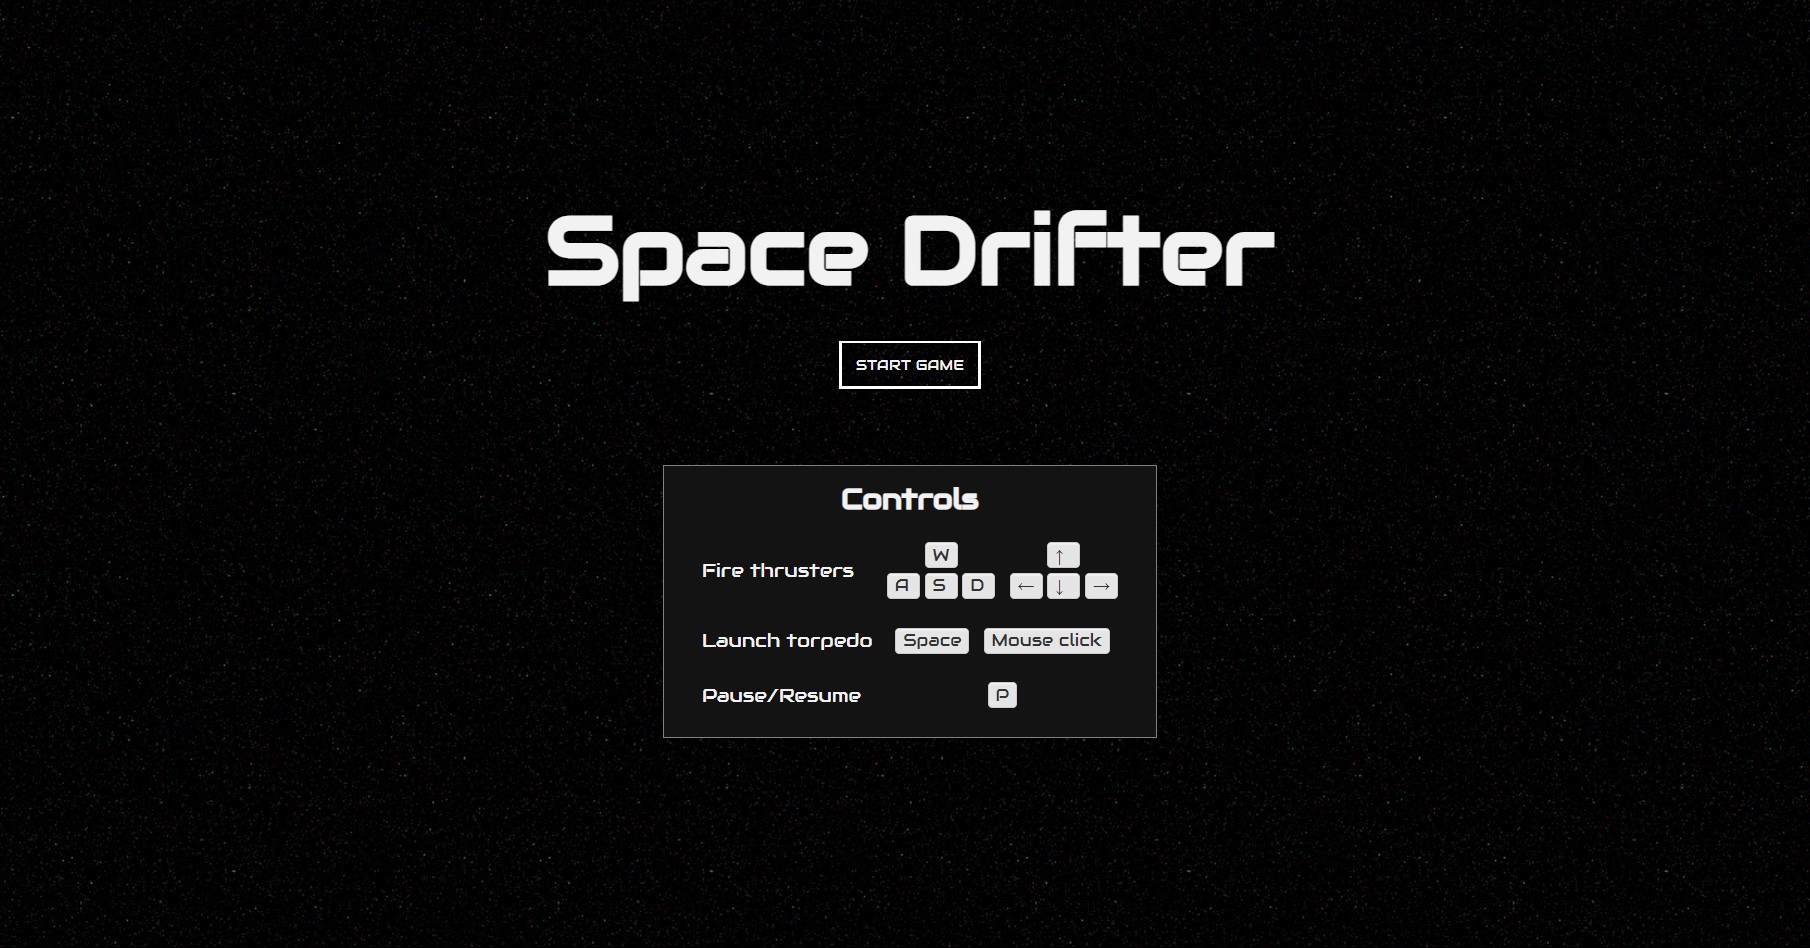 Space Drifter
START GAME
Controls
Fire thrusters W ↑
A S D ← ↓ →
Launch torpedo Space Mouse click
Pause/Resume P